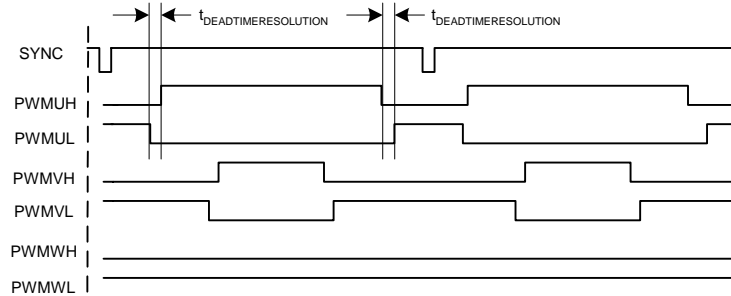 tDEADTIMERESOLUTION tDEADTIMERESOLUTION
SYNC
PWMUH
PWMUL
PWMVH
PWMVL
PWMWH
PWMWL